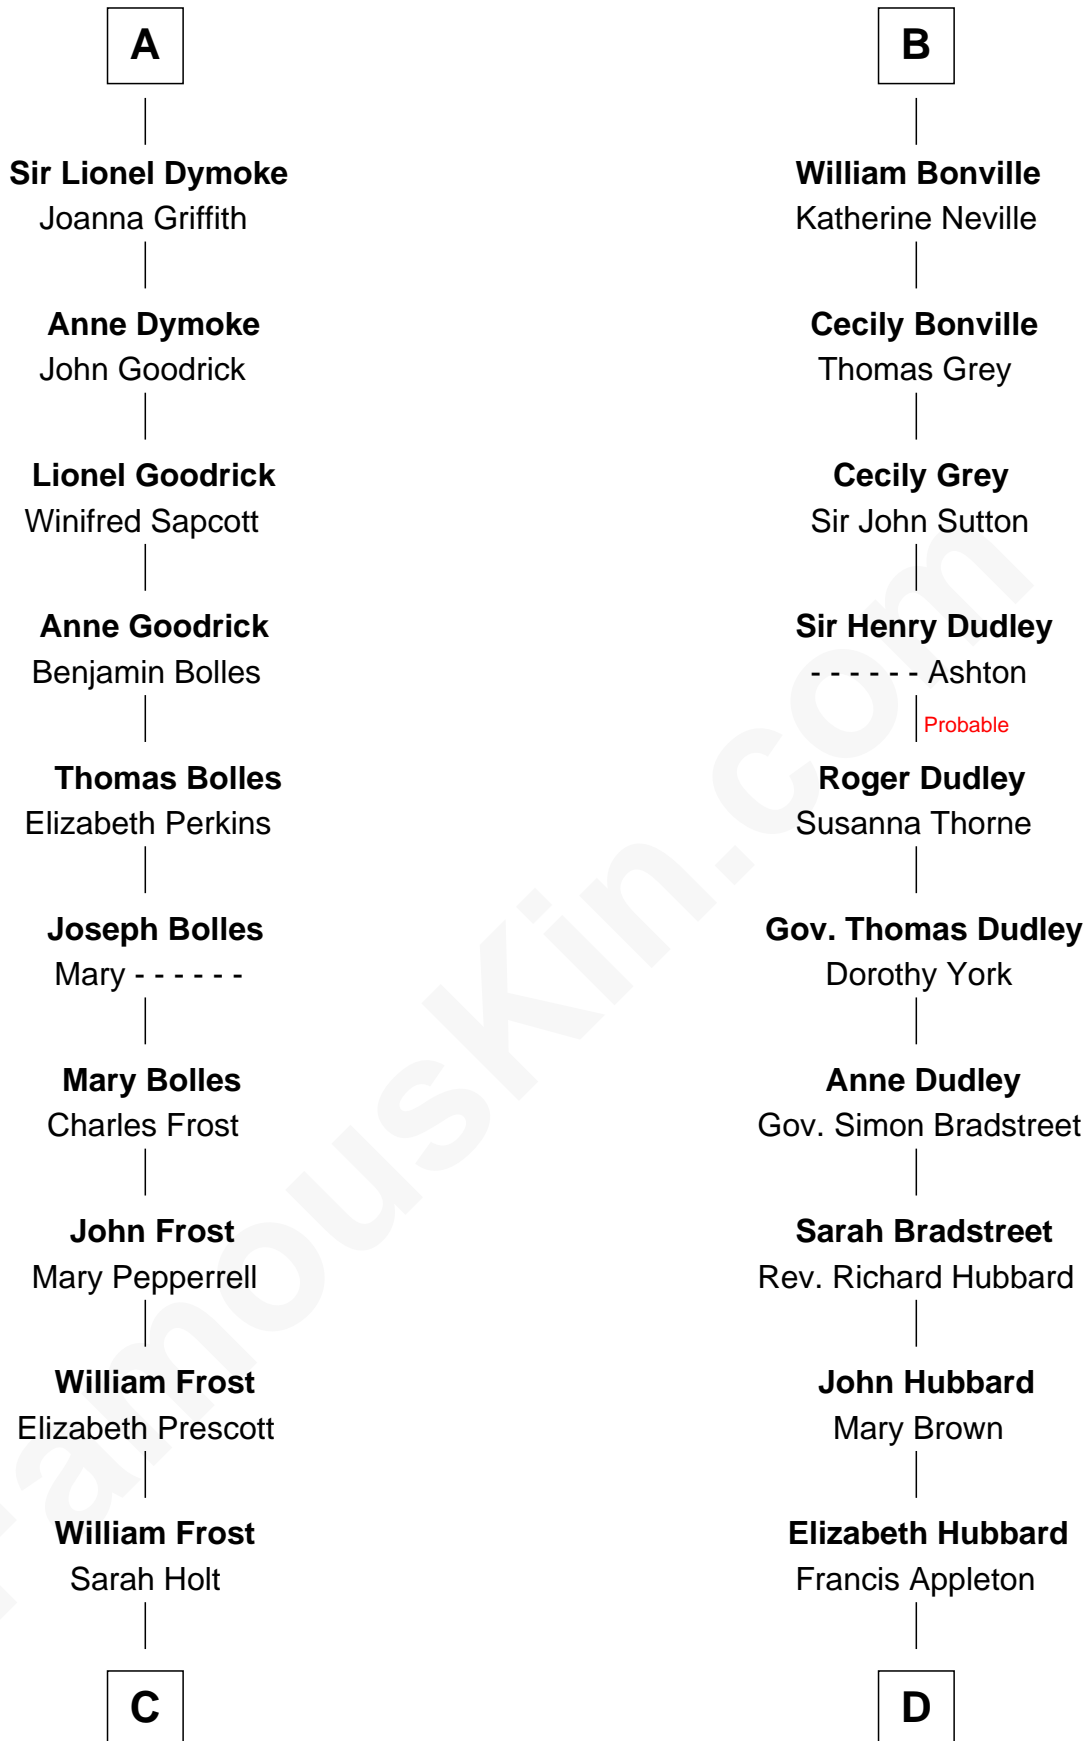 A
Sir Lionel Dymoke
Joanna Griffith
Anne Dymoke
John Goodrick
Lionel Goodrick
Winifred Sapcott
Anne Goodrick
Benjamin Bolles
Thomas Bolles
Elizabeth Perkins
Joseph Bolles
Mary - - - - - -
Mary Bolles
Charles Frost
John Frost
Mary Pepperrell
William Frost
Elizabeth Prescott
William Frost
Sarah Holt
C
B
William Bonville
Katherine Neville
Cecily Bonville
Thomas Grey
Cecily Grey
Sir John Sutton
Sir Henry Dudley
- - - - - - Ashton
Probable
Roger Dudley
Susanna Thorne
Gov. Thomas Dudley
Dorothy York
Anne Dudley
Gov. Simon Bradstreet
Sarah Bradstreet
Rev. Richard Hubbard
John Hubbard
Mary Brown
Elizabeth Hubbard
Francis Appleton
D
FamousKin.com